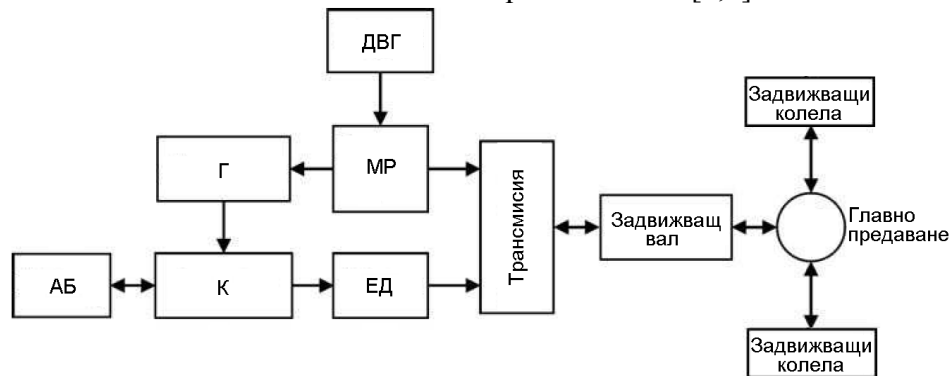 ДВГ
Задвижващи
колела
Г
МР
Трансмисия
Задвижващ
вал
Главно
предаване
АБ
К
ЕД
Задвижващи
колела